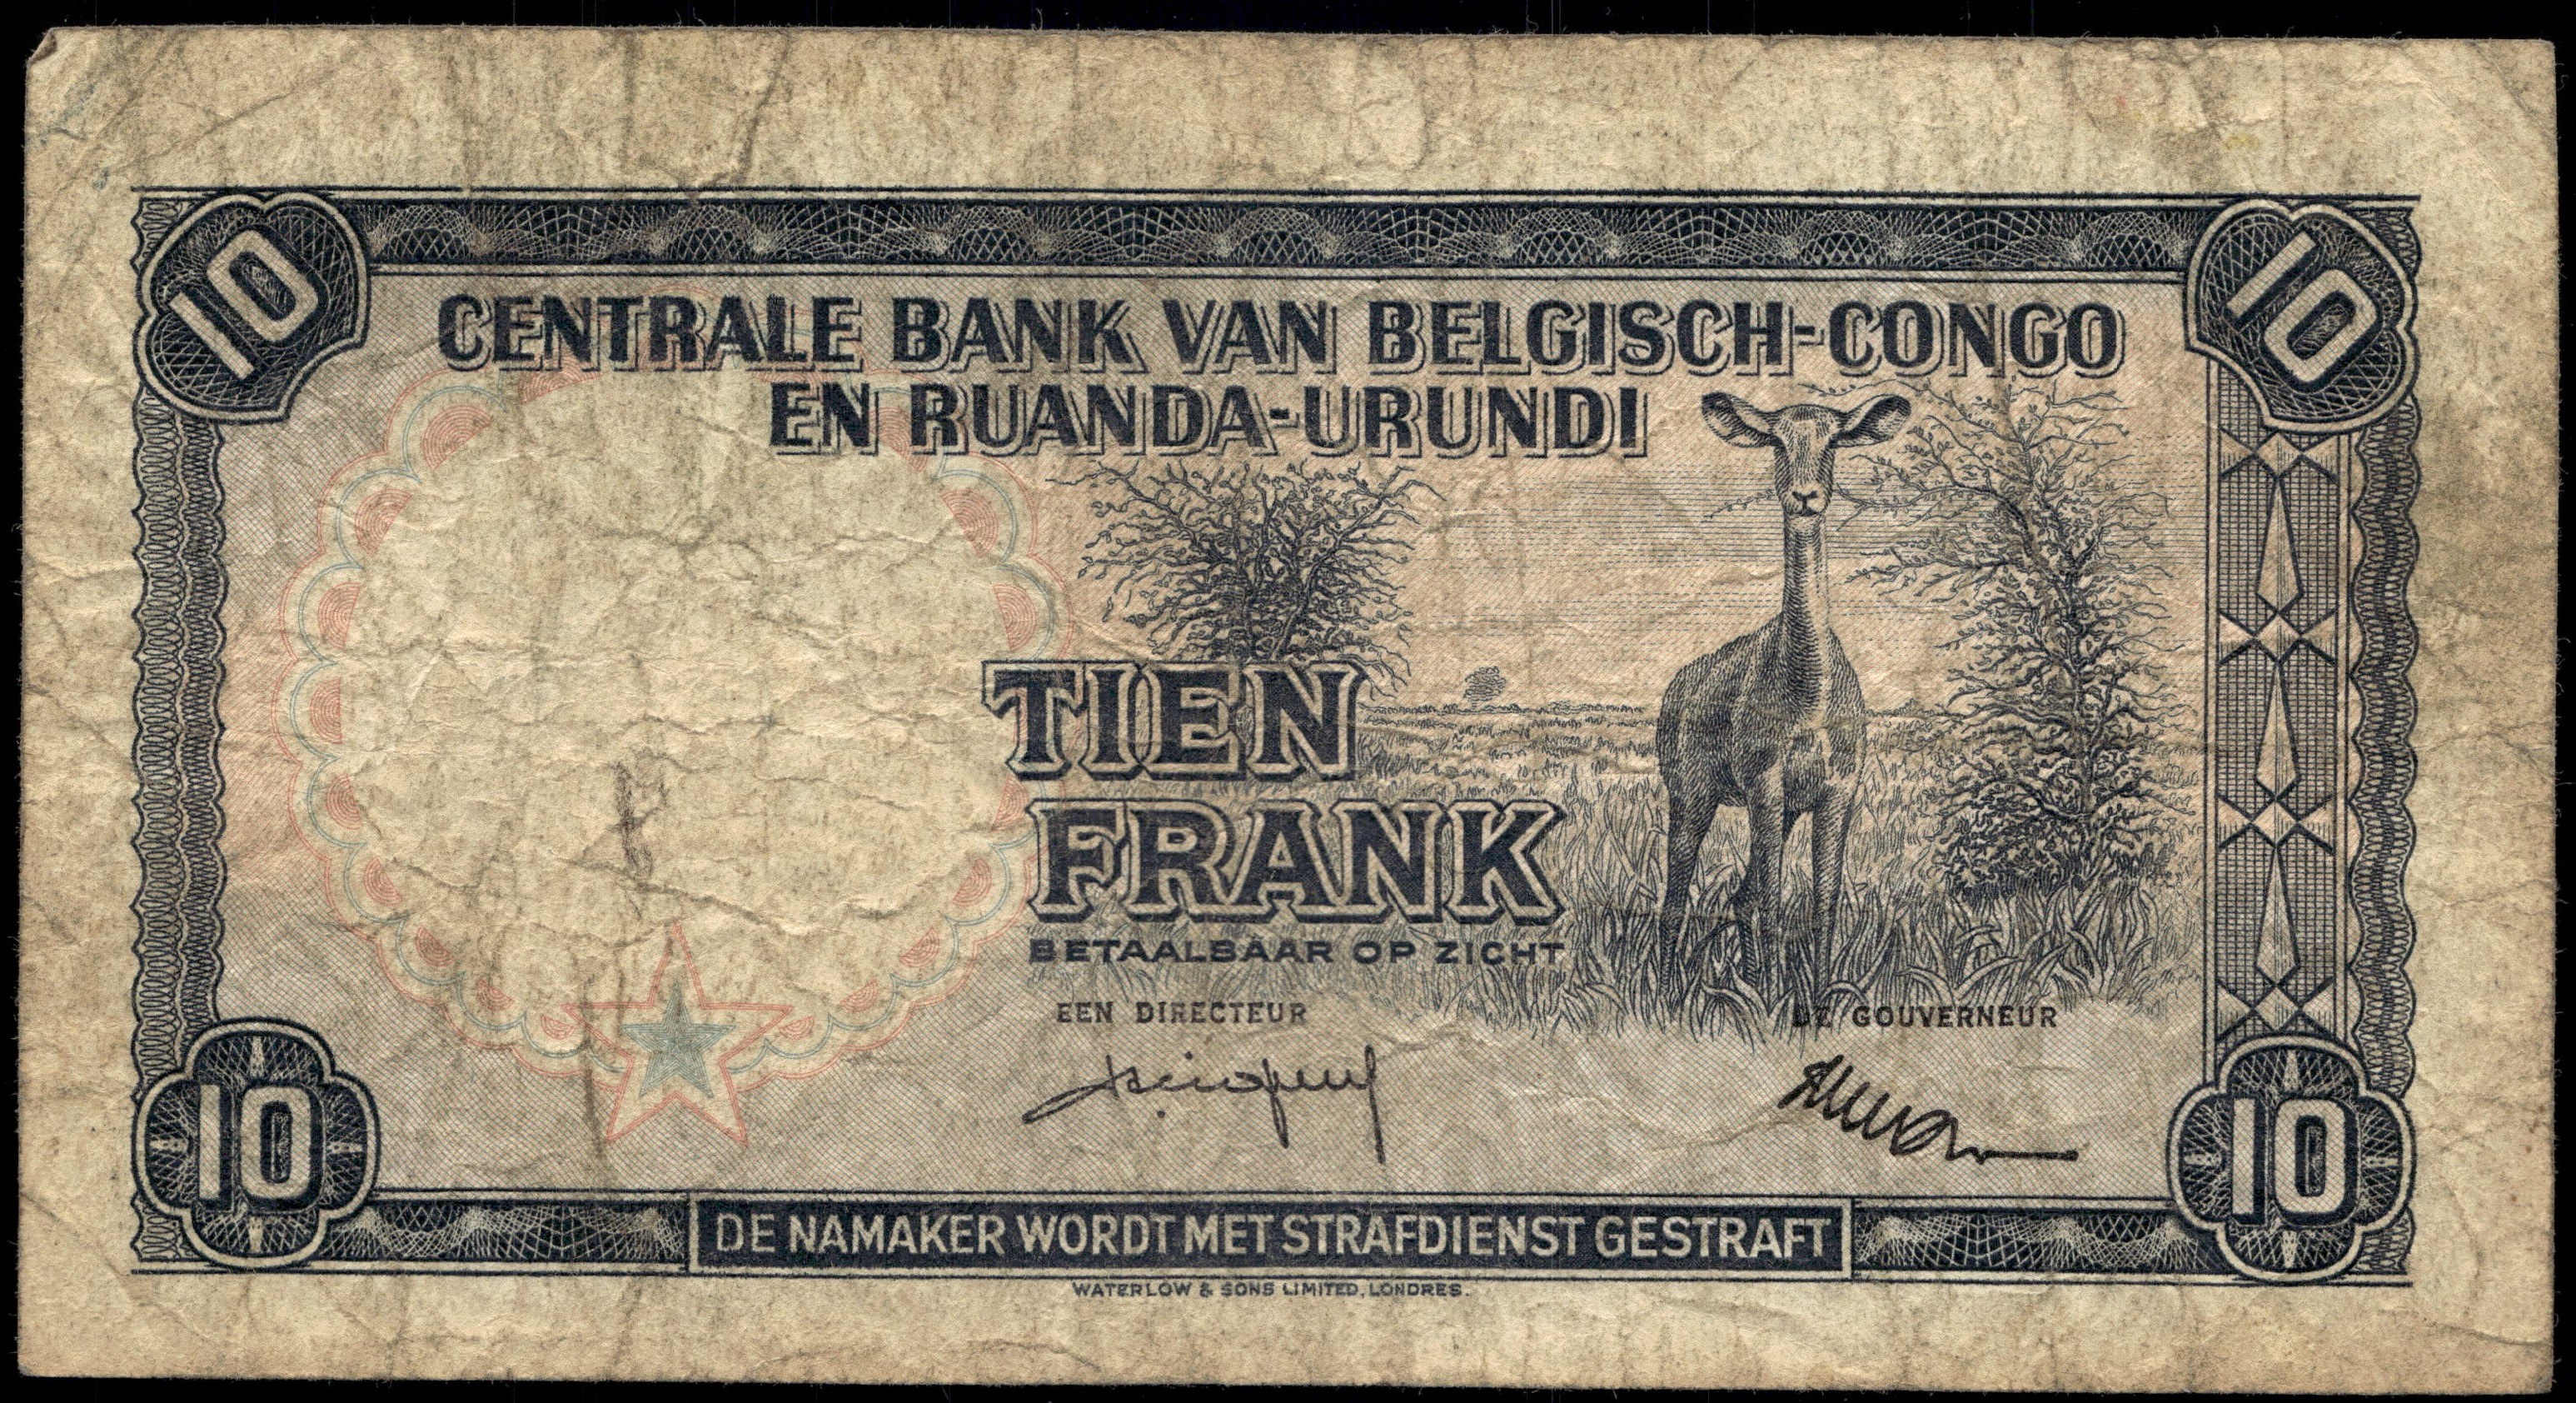 10
10
CENTRALE BANK VAN BELGISCH-CONGO
EN RUANDA-URUNDI
TIEN
FRANK
BETAALBAAR OP ZICHT
EEN DIRECTEUR
DE GOUVERNEUR
10
10
DE NAMAKER WORDT MET STRAFDIENST GESTRAFT
WATERLOW & SONS LIMITED, LONDRES.